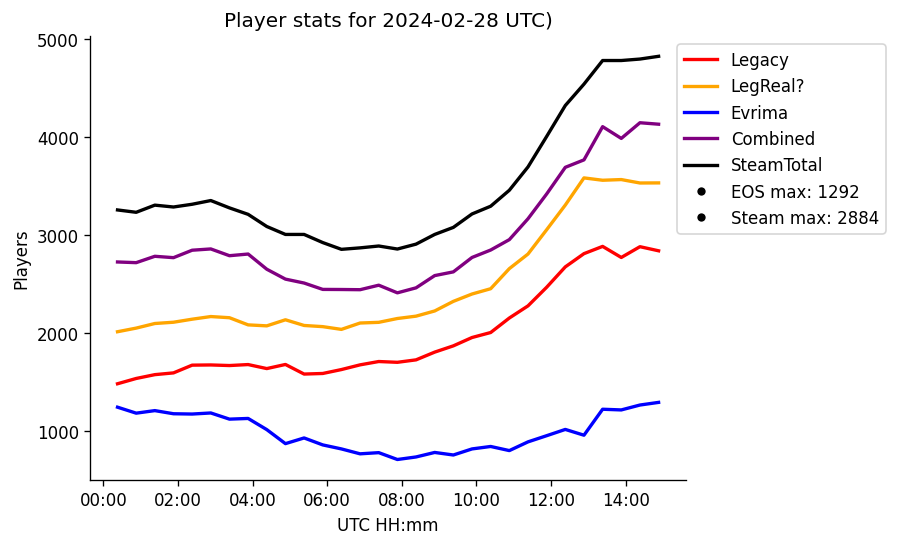 Player stats for 2024-02-28 UTC)
5000
4000
3000
2000
1000
Players
00:00 02:00 04:00 06:00 08:00 10:00 12:00 14:00
UTC HH:mm
Legacy
LegReal?
Evrima
Combined
SteamTotal
EOS max: 1292
Steam max: 2884